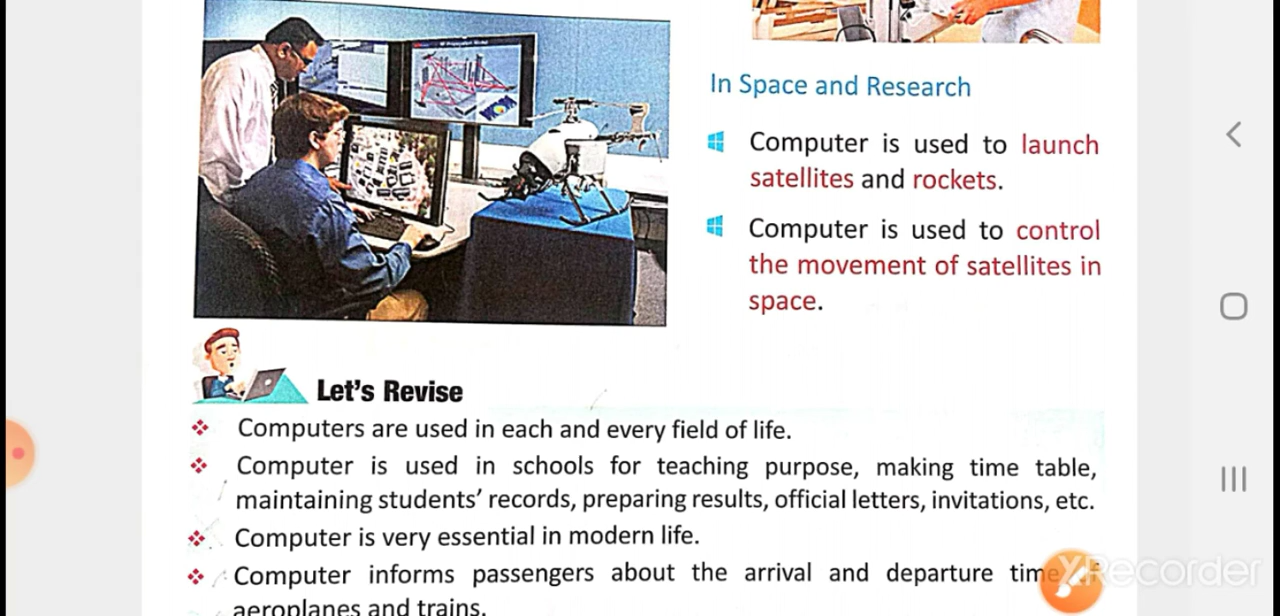 In Space and Research
Computer is used to launch
satellites and rockets.
Computer is used to control
the movement of satellites in
space.
Let's Revise
Computers are used in each and every field of life.
Computer is used in schools for teaching purpose, making time table,
maintaining students' records, preparing results, official letters, invitations, etc.
Computer is very essential in modern life.
Computer informs passengers about the arrival and departure time
aeroplanes and trains.
XRecorder